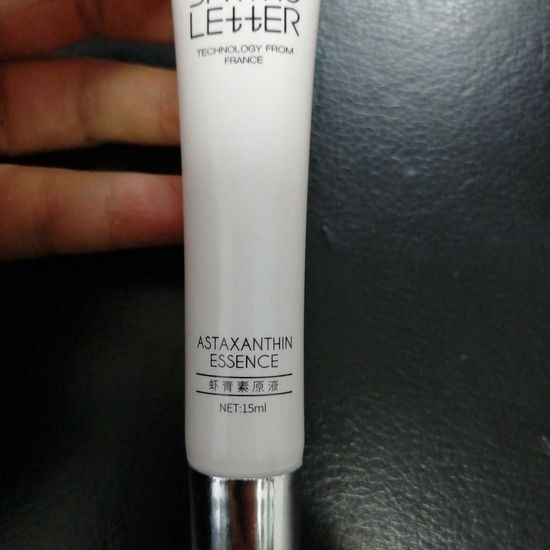 LEttER
TECHNOLOGY FROM
FRANCE
ASTAXANTHIN
ESSENCE
虾青素原液
NET:15ml